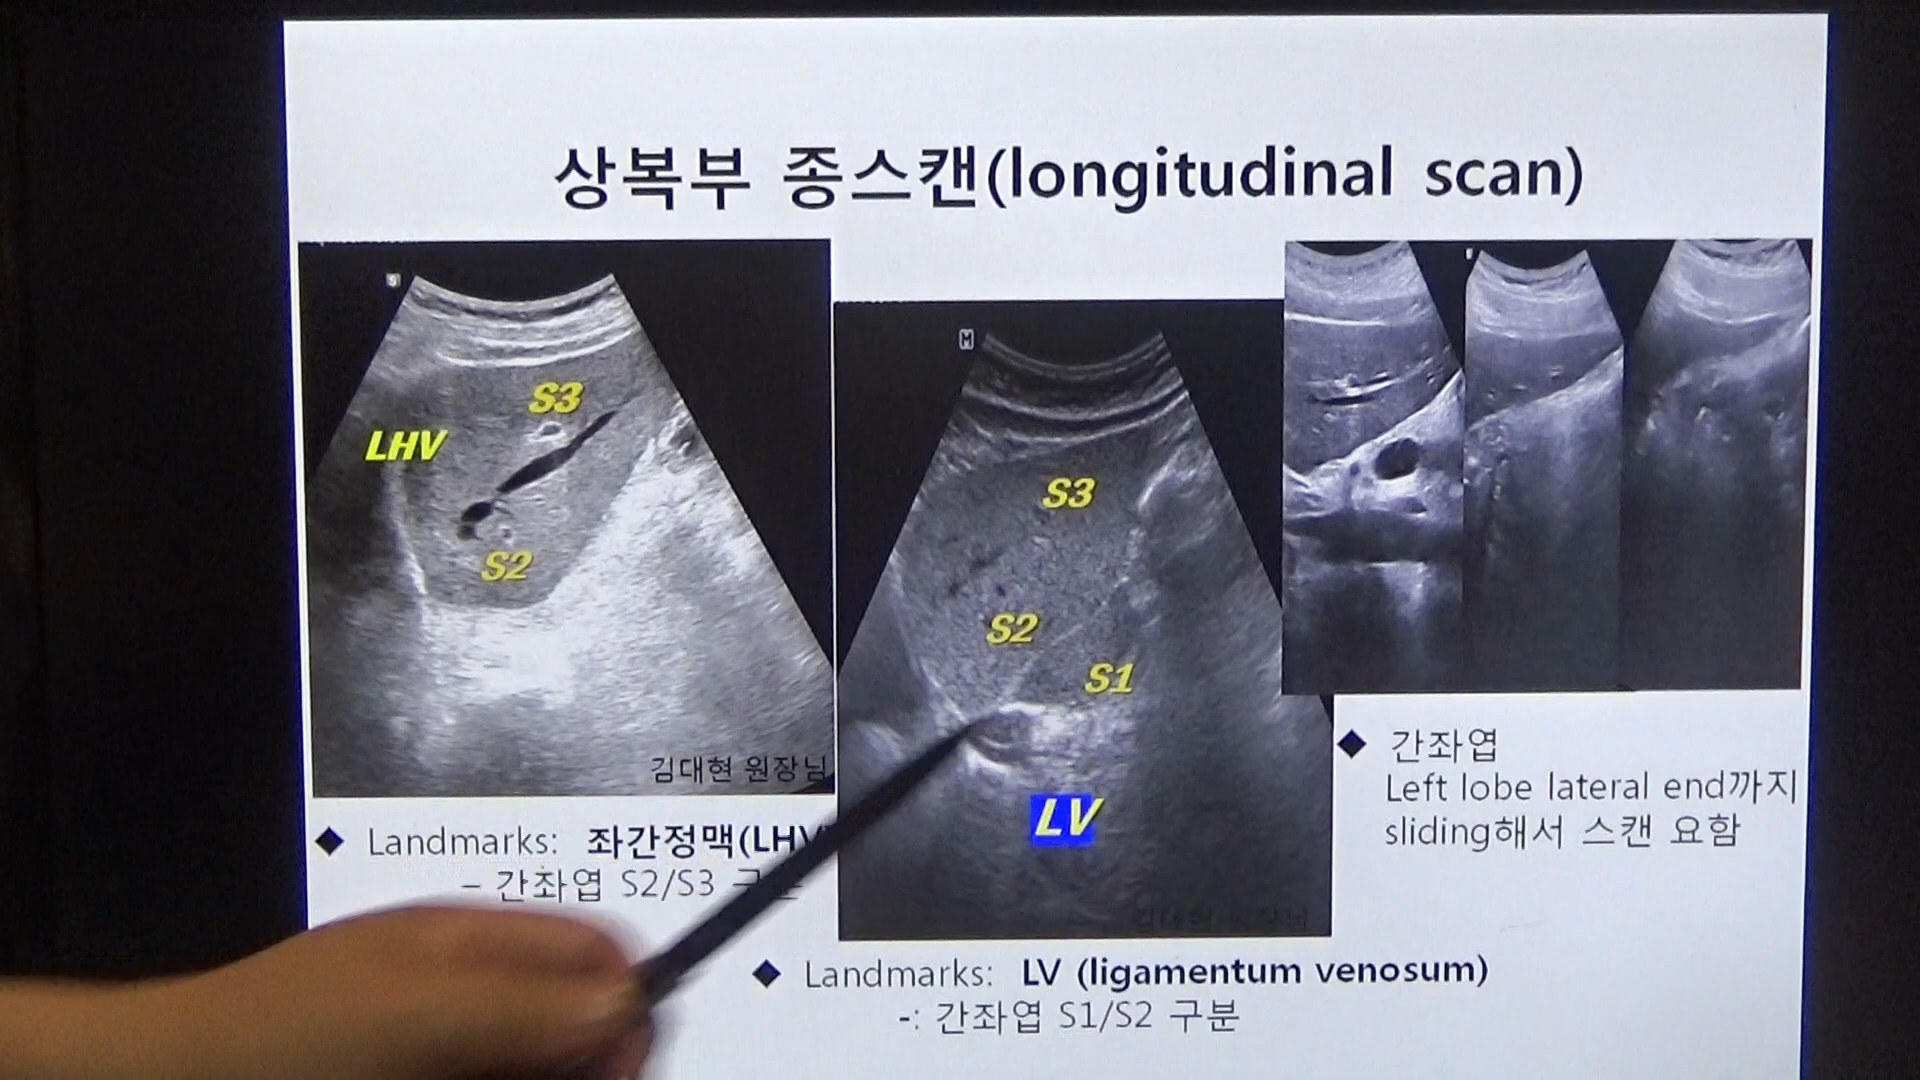 상복부 종스캔(longitudinal scan)
S
S3
LHV
S2
김대현 원장님
M
S3
S2
S1
LV
◆ Landmarks: 좌간정맥(LHV
– 간좌엽 S2/S3 구분
◆ Landmarks: LV (ligamentum venosum)
-: 간좌엽 S1/S2 구분
◆ 간좌엽
Left lobe lateral end까지
sliding해서 스캔 요함